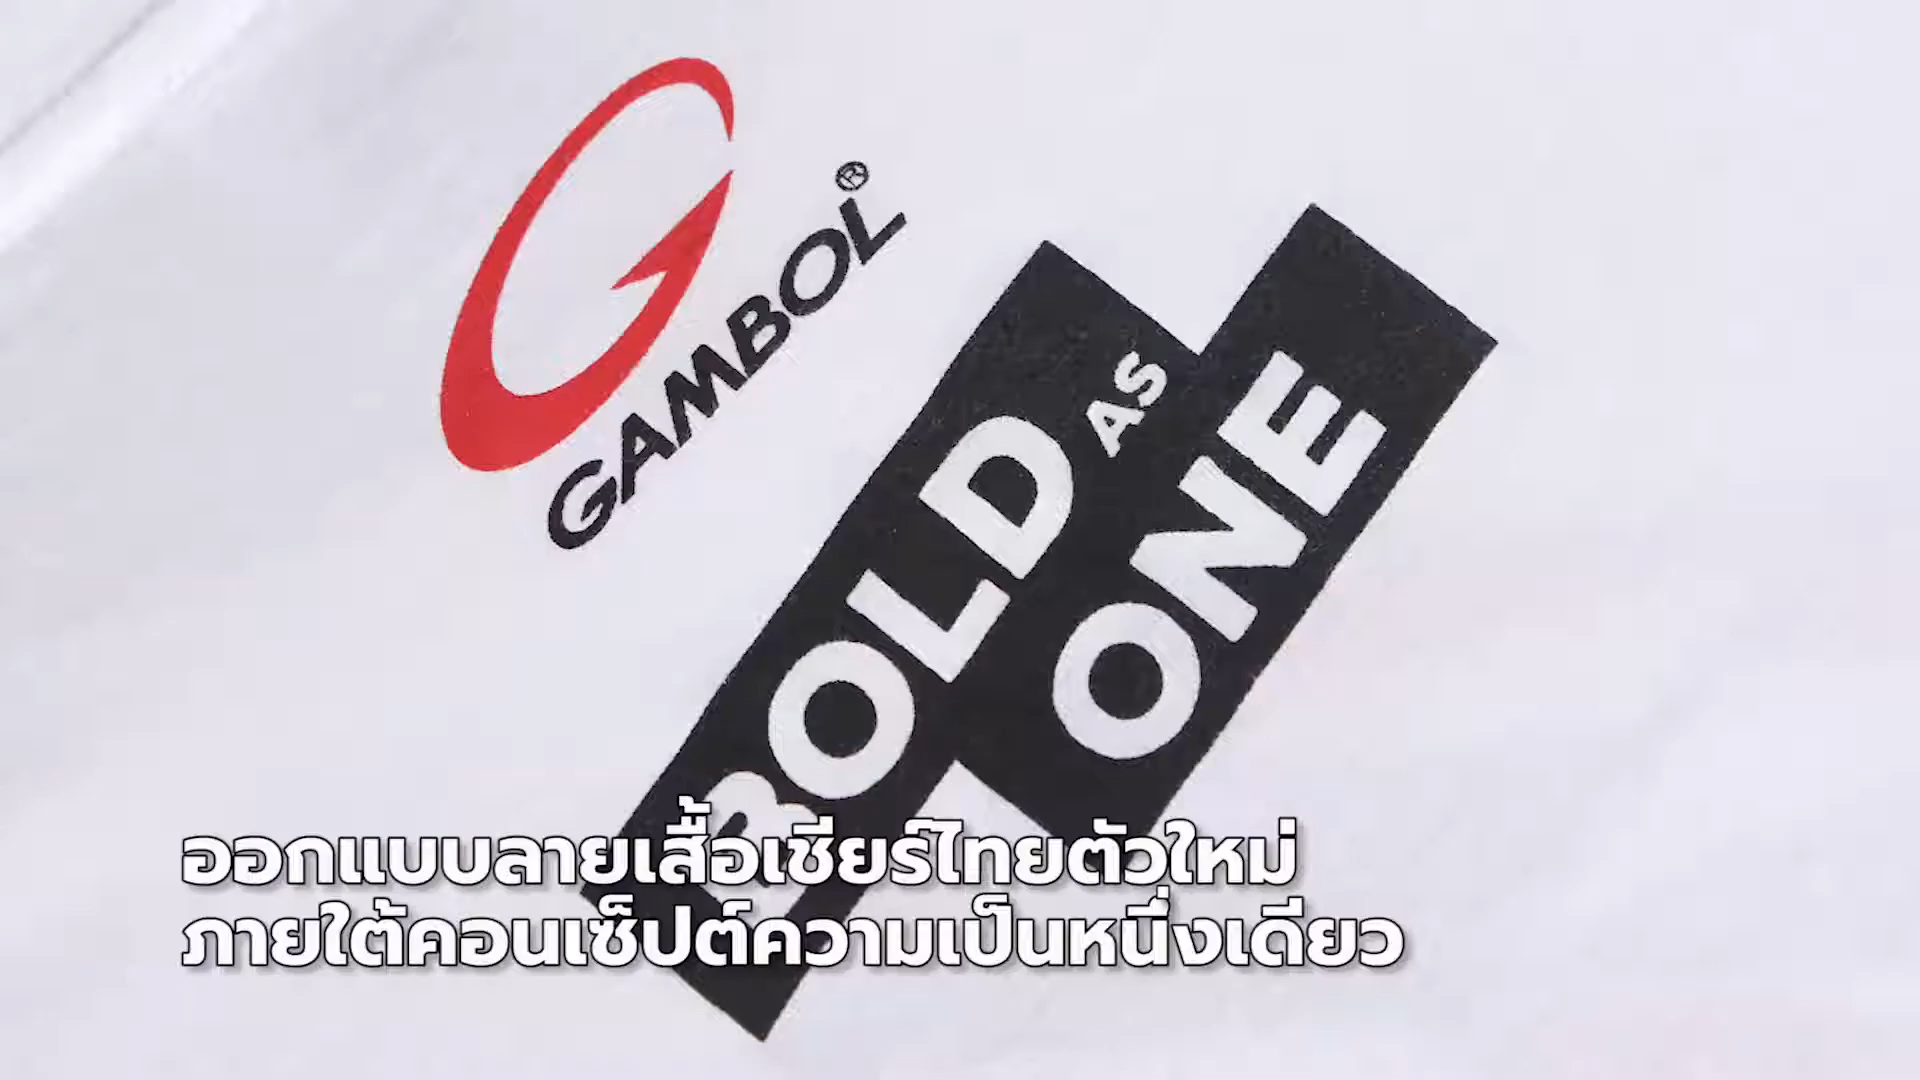 GAMBOL®
BOLD AS
ONE
ออกแบบลายเสื้อเชียร์ไทยตัวใหม่
ภายใต้คอนเซ็ปต์ความเป็นหนึ่งเดียว